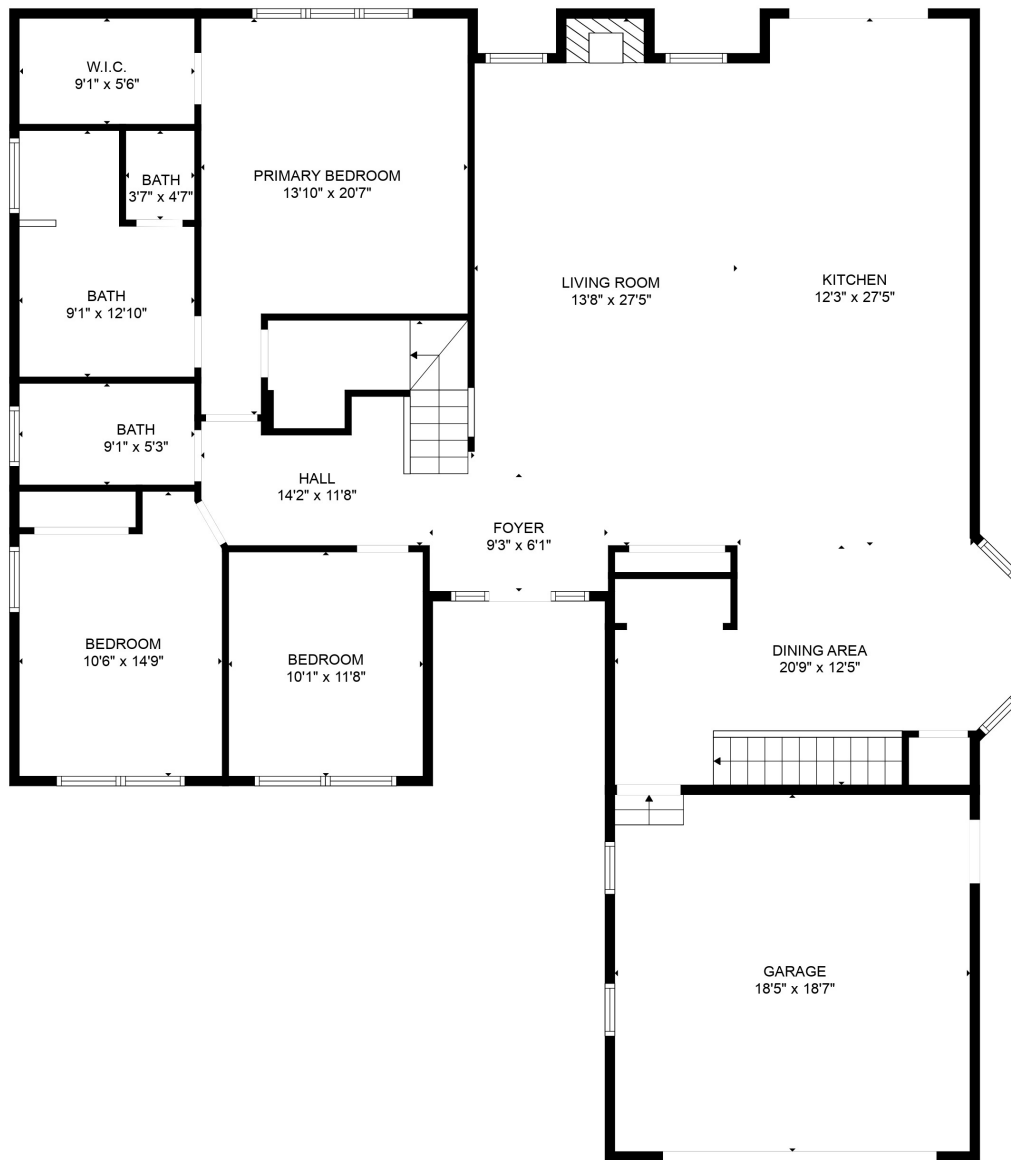 W.I.C.
9'1" x 5'6"
BATH
3'7" x 4'7"
PRIMARY BEDROOM
13'10" x 20'7"
BATH
9'1" x 12'10"
LIVING ROOM
13'8" x 27'5"
KITCHEN
12'3" x 27'5"
BATH
9'1" x 5'3"
HALL
14'2" x 11'8"
FOYER
9'3" x 6'1"
BEDROOM
10'6" x 14'9"
BEDROOM
10'1" x 11'8"
DINING AREA
20'9" x 12'5"
GARAGE
18'5" x 18'7"